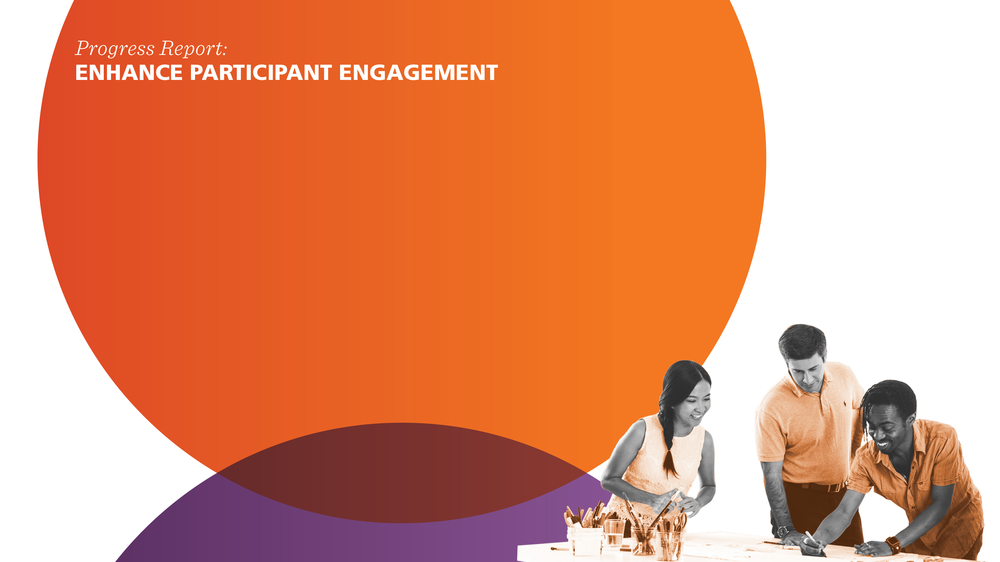 Progress Report:
ENHANCE PARTICIPANT ENGAGEMENT